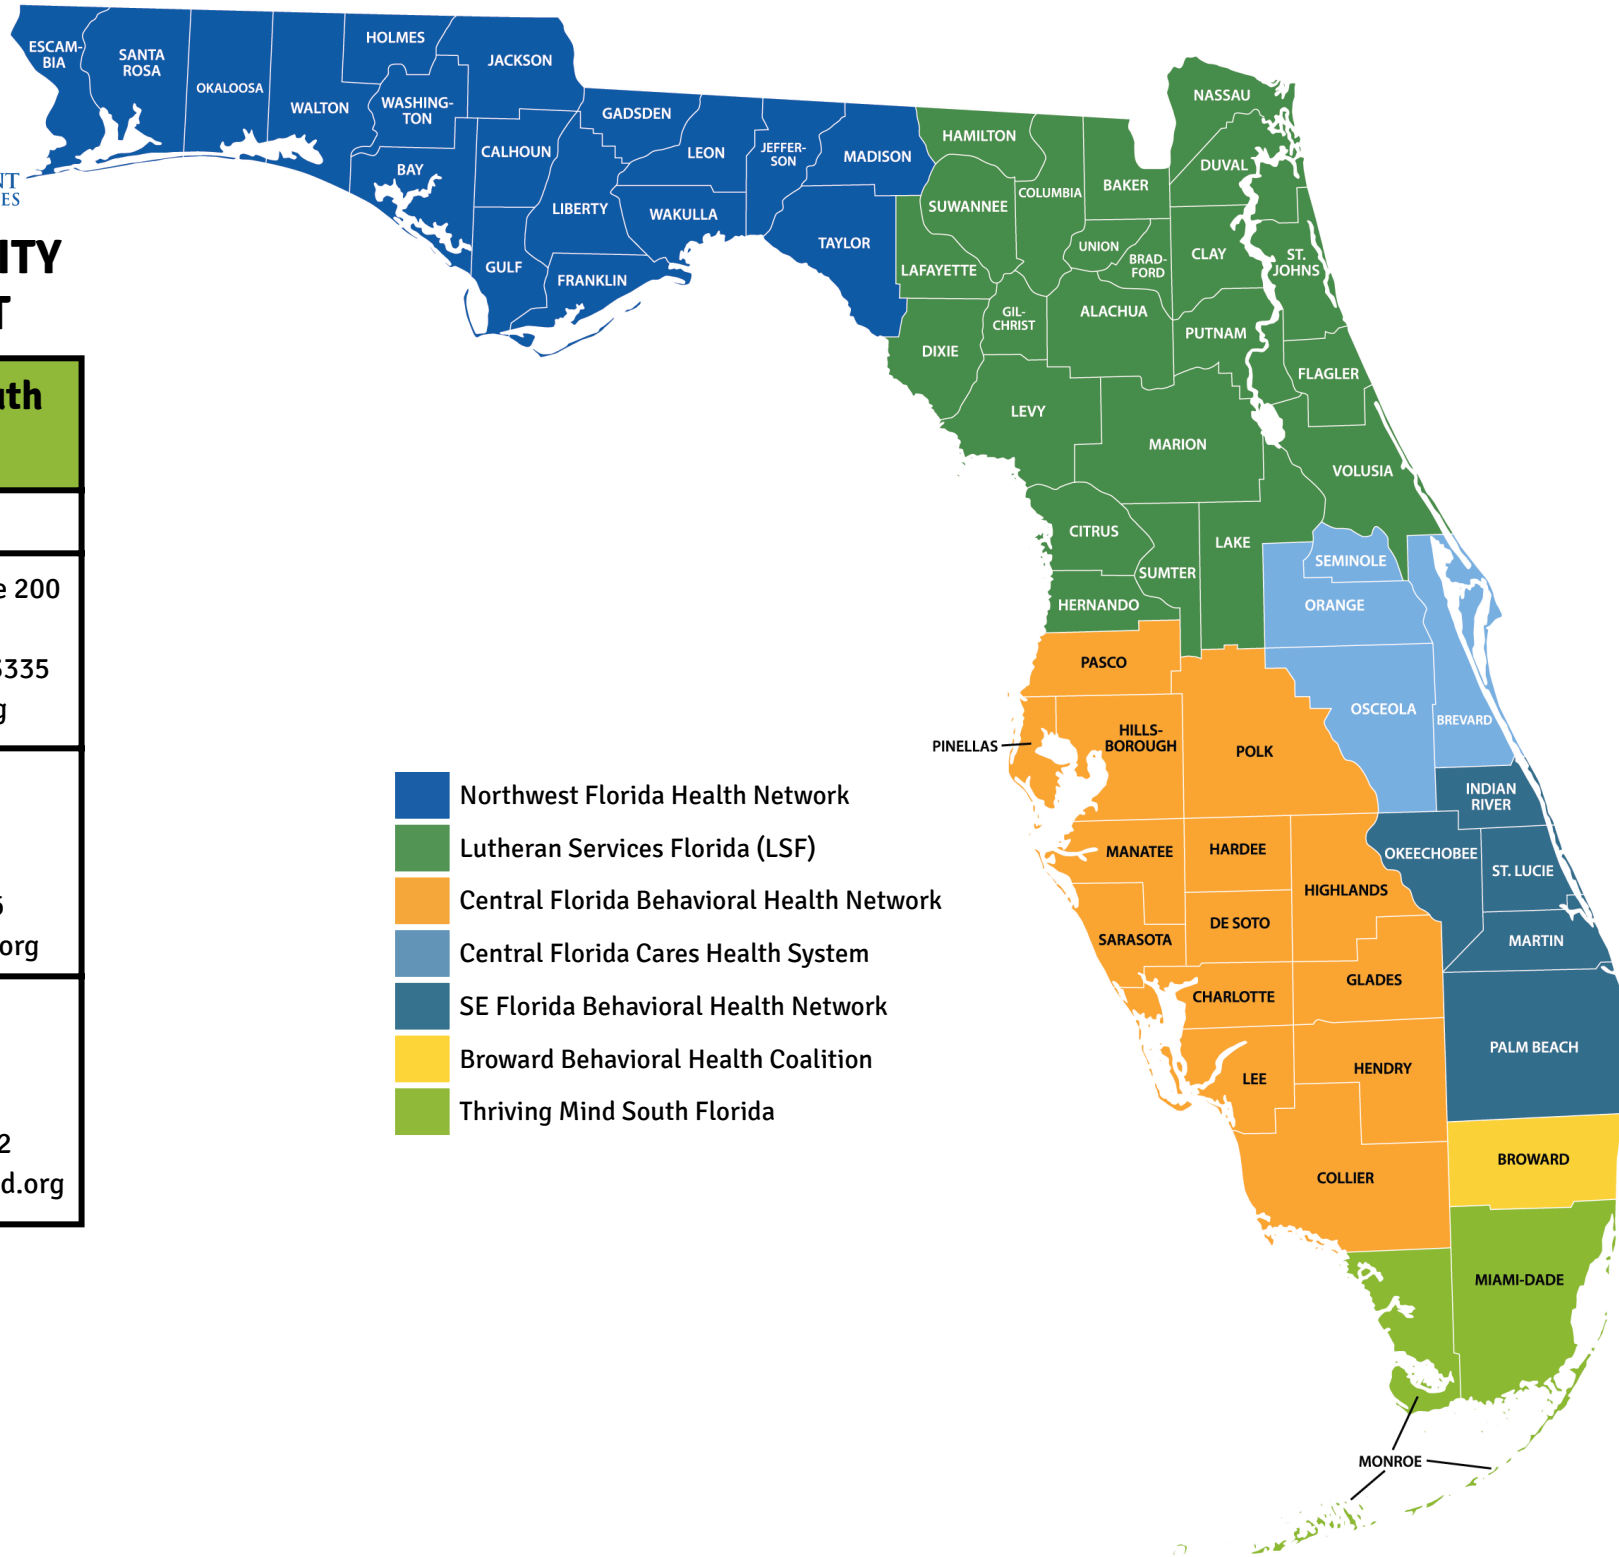 NT
ES
ITY
T
uth
e 200
5335
g
5
org
2
d.org
ESCAM-
BIA
SANTA
ROSA
OKALOOSA
WALTON
HOLMES
WASHING-
TON
JACKSON
BAY
CALHOUN
GULF
LIBERTY
FRANKLIN
GADSDEN
LEON
WAKULLA
JEFFER-
SON
MADISON
TAYLOR
HAMILTON
SUWANNEE
LAFAYETTE
DIXIE
COLUMBIA
GIL-
CHRIST
BAKER
UNION
BRAD-
FORD
ALACHUA
NASSAU
DUVAL
CLAY
ST.
JOHNS
PUTNAM
FLAGLER
LEVY
MARION
VOLUSIA
CITRUS
SUMTER
LAKE
HERNANDO
SEMINOLE
ORANGE
OSCEOLA
BREVARD
PASCO
PINELLAS
HILLS-
BOROUGH
POLK
INDIAN
RIVER
MANATEE
HARDEE
HIGHLANDS
OKEECHOBEE
ST. LUCIE
SARASOTA
DE SOTO
MARTIN
CHARLOTTE
GLADES
LEE
HENDRY
PALM BEACH
COLLIER
BROWARD
MIAMI-DADE
MONROE
Northwest Florida Health Network
Lutheran Services Florida (LSF)
Central Florida Behavioral Health Network
Central Florida Cares Health System
SE Florida Behavioral Health Network
Broward Behavioral Health Coalition
Thriving Mind South Florida